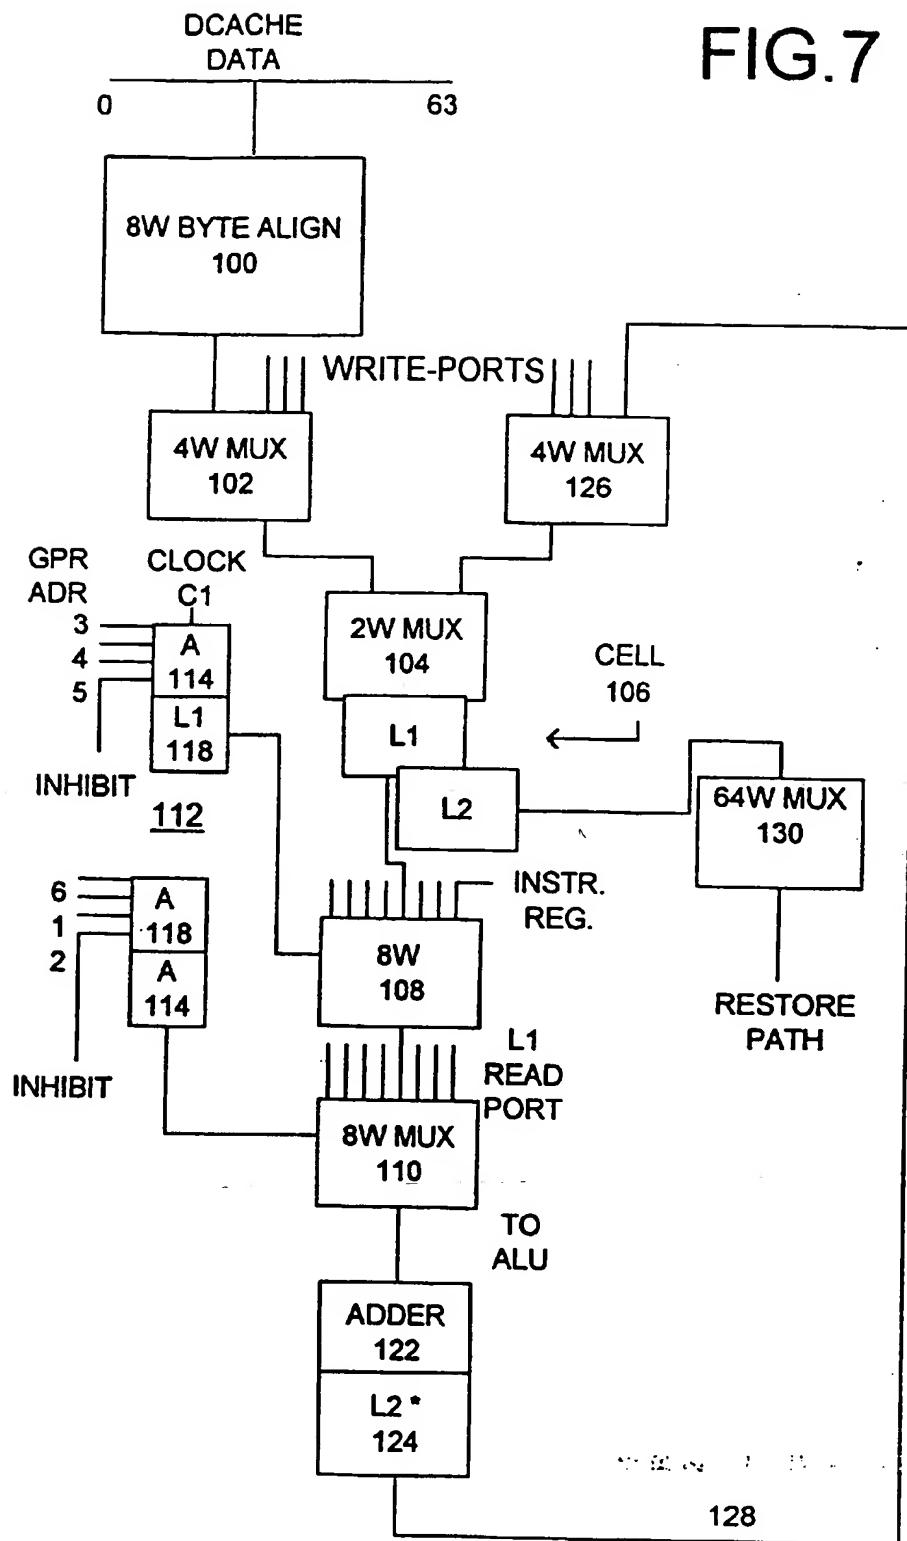 DCACHE
DATA
FIG.7
0
63
8W BYTE ALIGN
100
WRITE-PORTS
4W MUX
102
4W MUX
126
GPR
ADR
CLOCK
C1
3
4
5
A
114
L1
118
INHIBIT
112
2W MUX
104
L1
L2
CELL
106
64W MUX
130
RESTORE
PATH
6
1
2
A
118
A
114
INHIBIT
INSTR.
REG.
8W
108
L1
READ
PORT
8W MUX
110
TO
ALU
ADDER
122
L2 *
124
128